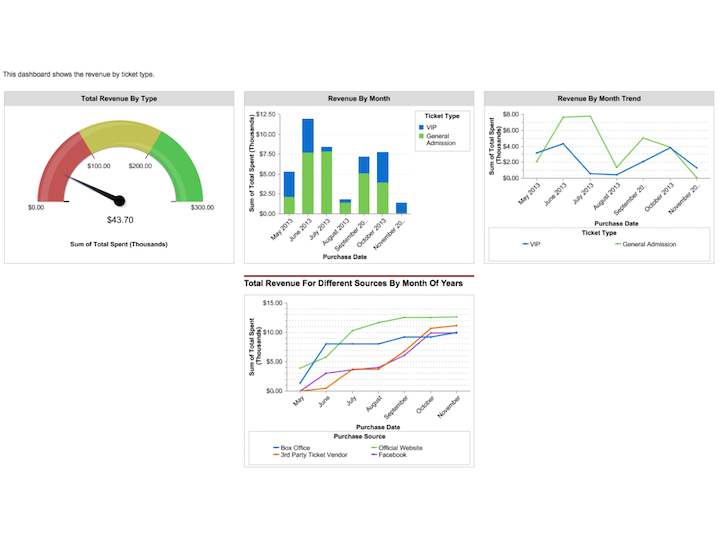 This dashboard shows the revenue by ticket type.
Total Revenue By Type
$0.00
$100.00
$200.00
$300.00
$43.70
Sum of Total Spent (Thousands)
Revenue By Month
Sum of Total Spent (Thousands)
$12.50
$10.00
$7.50
$5.00
$2.50
$0.00
May 2013
June 2013
July 2013
August 2013
September 20..
October 2013
November 20..
Purchase Date
Ticket Type
VIP
General
Admission
Revenue By Month Trend
Sum of Total Spent
(Thousands)
$8.00
$6.00
$4.00
$2.00
$0.00
May 2013
June 2013
July 2013
August 2013
September 20..
October 2013
November 20..
Purchase Date
Ticket Type
VIP
General Admission
Total Revenue For Different Sources By Month Of Years
Sum of Total Spent
(Thousands)
$15.00
$10.00
$5.00
$0.00
May
June
July
August
September
October
November
Purchase Date
Purchase Source
Box Office
Official Website
3rd Party Ticket Vendor
Facebook